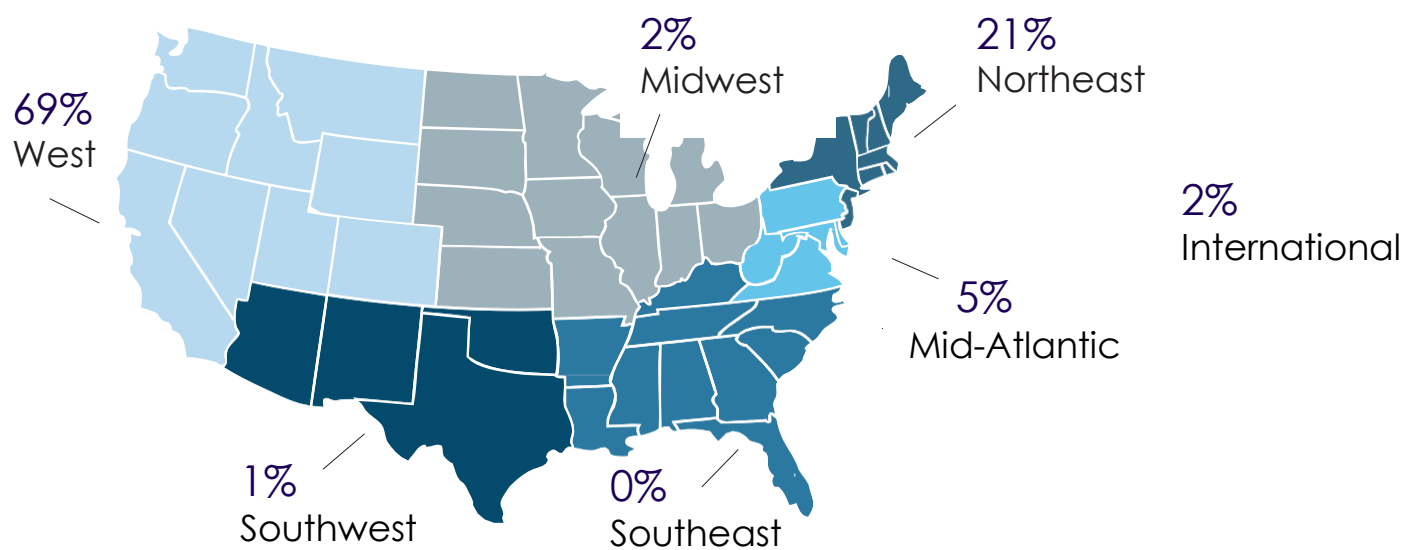 2%
Midwest
21%
Northeast
69%
West
2%
International
5%
Mid-Atlantic
1%
Southwest
0%
Southeast